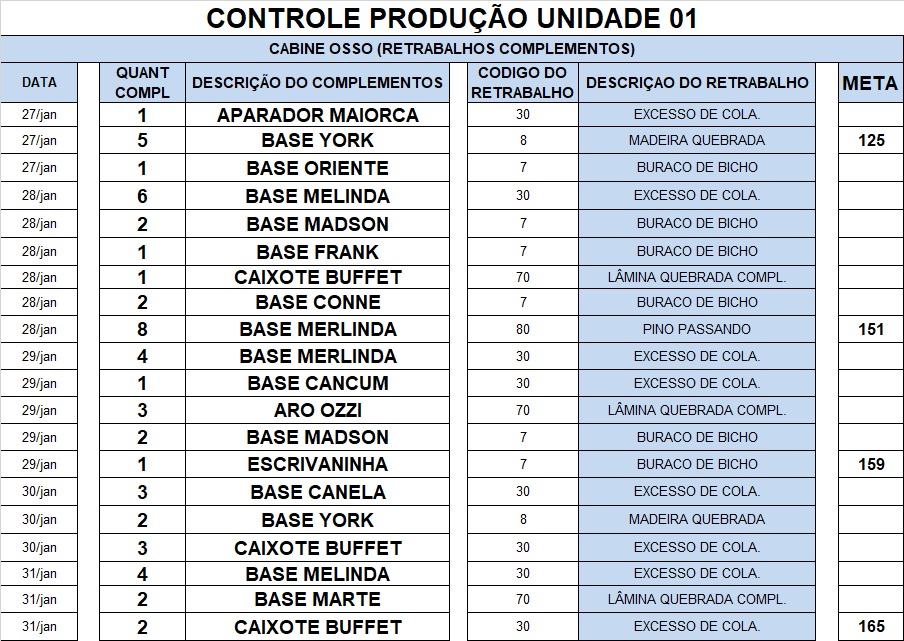 CONTROLE PRODUÇÃO UNIDADE 01
CABINE OSSO (RETRABALHOS COMPLEMENTOS)
DATA QUANT COMPL DESCRIÇÃO DO COMPLEMENTOS CODIGO DO RETRABALHO DESCRIÇAO DO RETRABALHO META
27/jan 1 APARADOR MAIORCA 30 EXCESSO DE COLA.
27/jan 5 BASE YORK 8 MADEIRA QUEBRADA 125
27/jan 1 BASE ORIENTE 7 BURACO DE BICHO
28/jan 6 BASE MELINDA 30 EXCESSO DE COLA.
28/jan 2 BASE MADSON 7 BURACO DE BICHO
28/jan 1 BASE FRANK 7 BURACO DE BICHO
28/jan 1 CAIXOTE BUFFET 70 LÂMINA QUEBRADA COMPL.
28/jan 2 BASE CONNE 7 BURACO DE BICHO
28/jan 8 BASE MERLINDA 80 PINO PASSANDO 151
29/jan 4 BASE MERLINDA 30 EXCESSO DE COLA.
29/jan 1 BASE CANCUM 30 EXCESSO DE COLA.
29/jan 3 ARO OZZI 70 LÂMINA QUEBRADA COMPL.
29/jan 2 BASE MADSON 7 BURACO DE BICHO
29/jan 1 ESCRIVANINHA 7 BURACO DE BICHO 159
30/jan 3 BASE CANELA 30 EXCESSO DE COLA.
30/jan 2 BASE YORK 8 MADEIRA QUEBRADA
30/jan 3 CAIXOTE BUFFET 30 EXCESSO DE COLA.
31/jan 4 BASE MELINDA 30 EXCESSO DE COLA.
31/jan 2 BASE MARTE 70 LÂMINA QUEBRADA COMPL.
31/jan 2 CAIXOTE BUFFET 30 EXCESSO DE COLA. 165